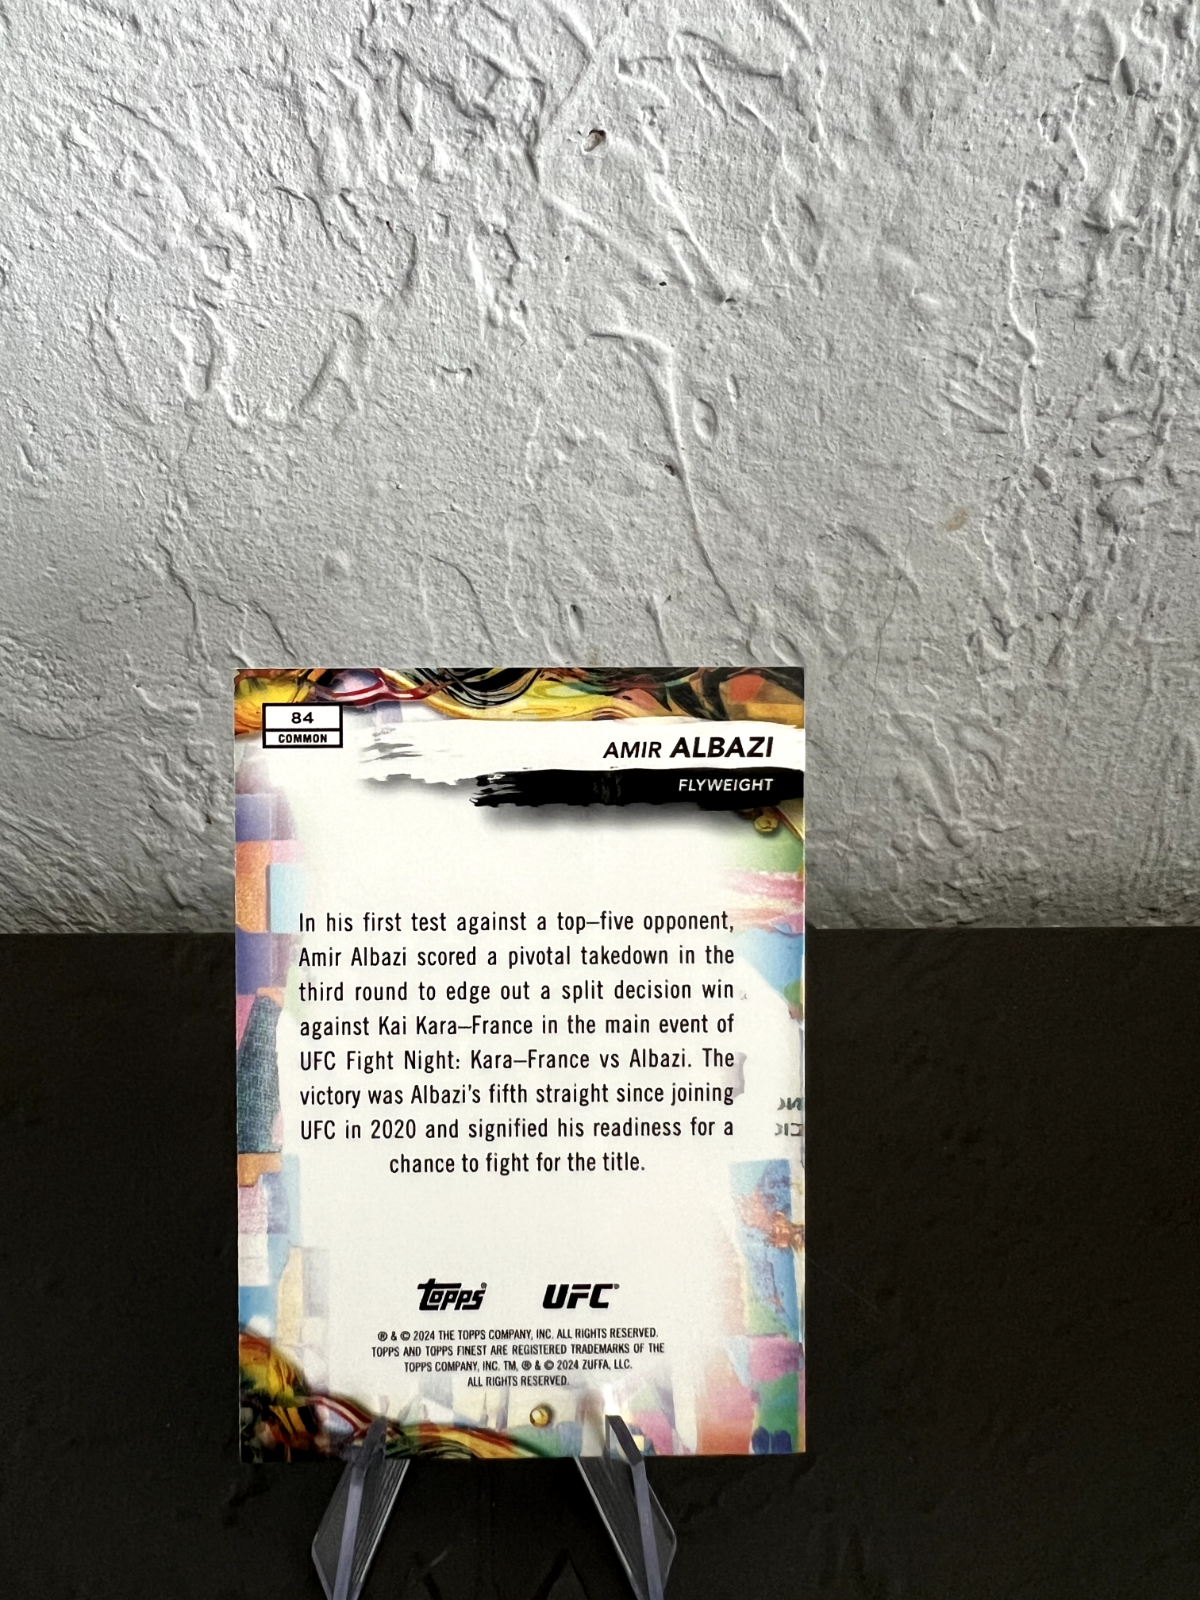 84
COMMON
AMIR ALBAZI
FLYWEIGHT
In his first test against a top–five opponent,
Amir Albazi scored a pivotal takedown in the
third round to edge out a split decision win
against Kai Kara–France in the main event of
UFC Fight Night: Kara–France vs Albazi. The
victory was Albazi's fifth straight since joining
UFC in 2020 and signified his readiness for a
chance to fight for the title.
Topps® UFC®
® & © 2024 THE TOPPS COMPANY, INC. ALL RIGHTS RESERVED.
TOPPS AND TOPPS FINEST ARE REGISTERED TRADEMARKS OF THE
TOPPS COMPANY, INC. TM, ® & © 2024 ZUFFA, LLC.
ALL RIGHTS RESERVED.